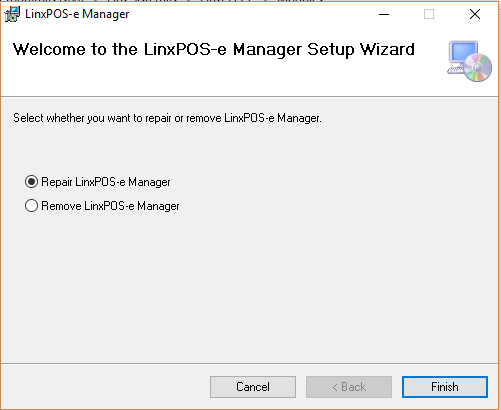 LinxPOS-e Manager
Welcome to the LinxPOS-e Manager Setup Wizard
Select whether you want to repair or remove LinxPOS-e Manager.
Repair LinxPOS-e Manager
Remove LinxPOS-e Manager
Cancel
< Back
Finish